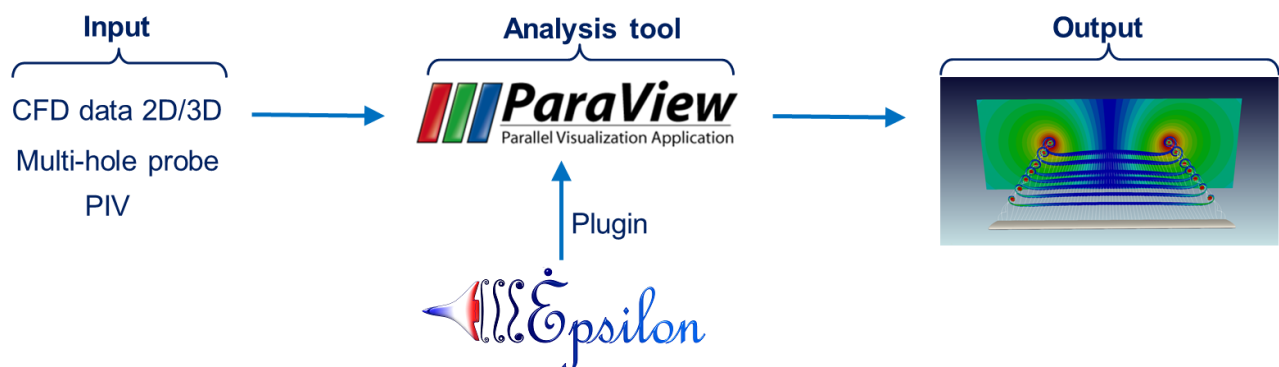 Input
Analysis tool
Output
CFD data 2D/3D
Multi-hole probe
PIV
ParaView
Parallel Visualization Application
Plugin
Ėpsilon